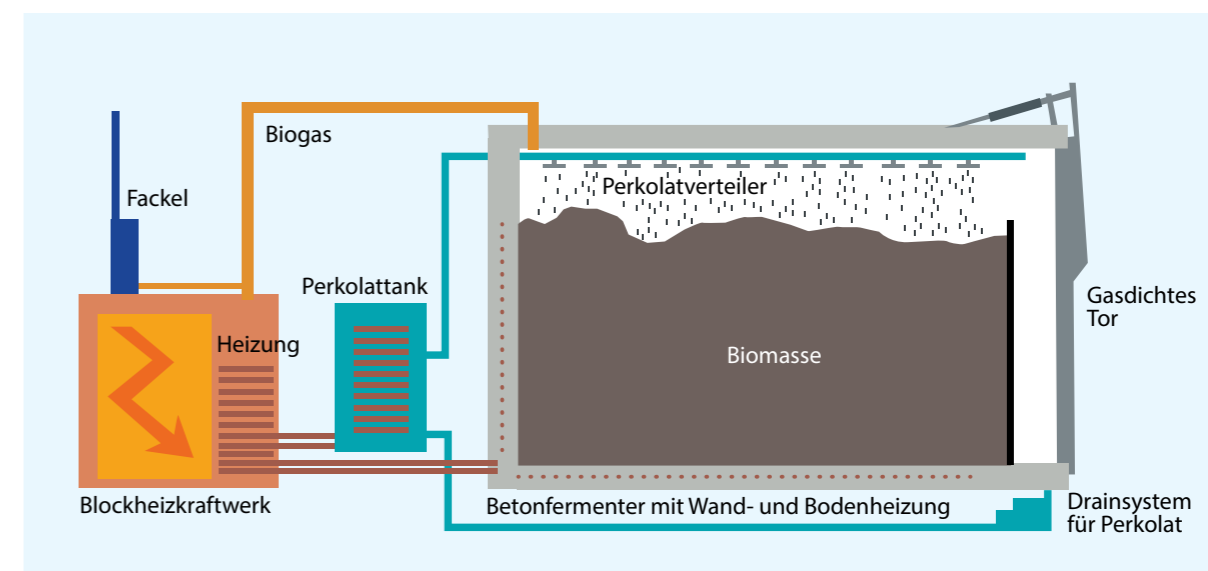 Biogas
Fackel
Perkolatverteiler
Perkolattank
Gasdichtes
Tor
Heizung
Biomasse
Blockheizkraftwerk
Betonfermenter mit Wand- und Bodenheizung
Drainsystem
für Perkolat